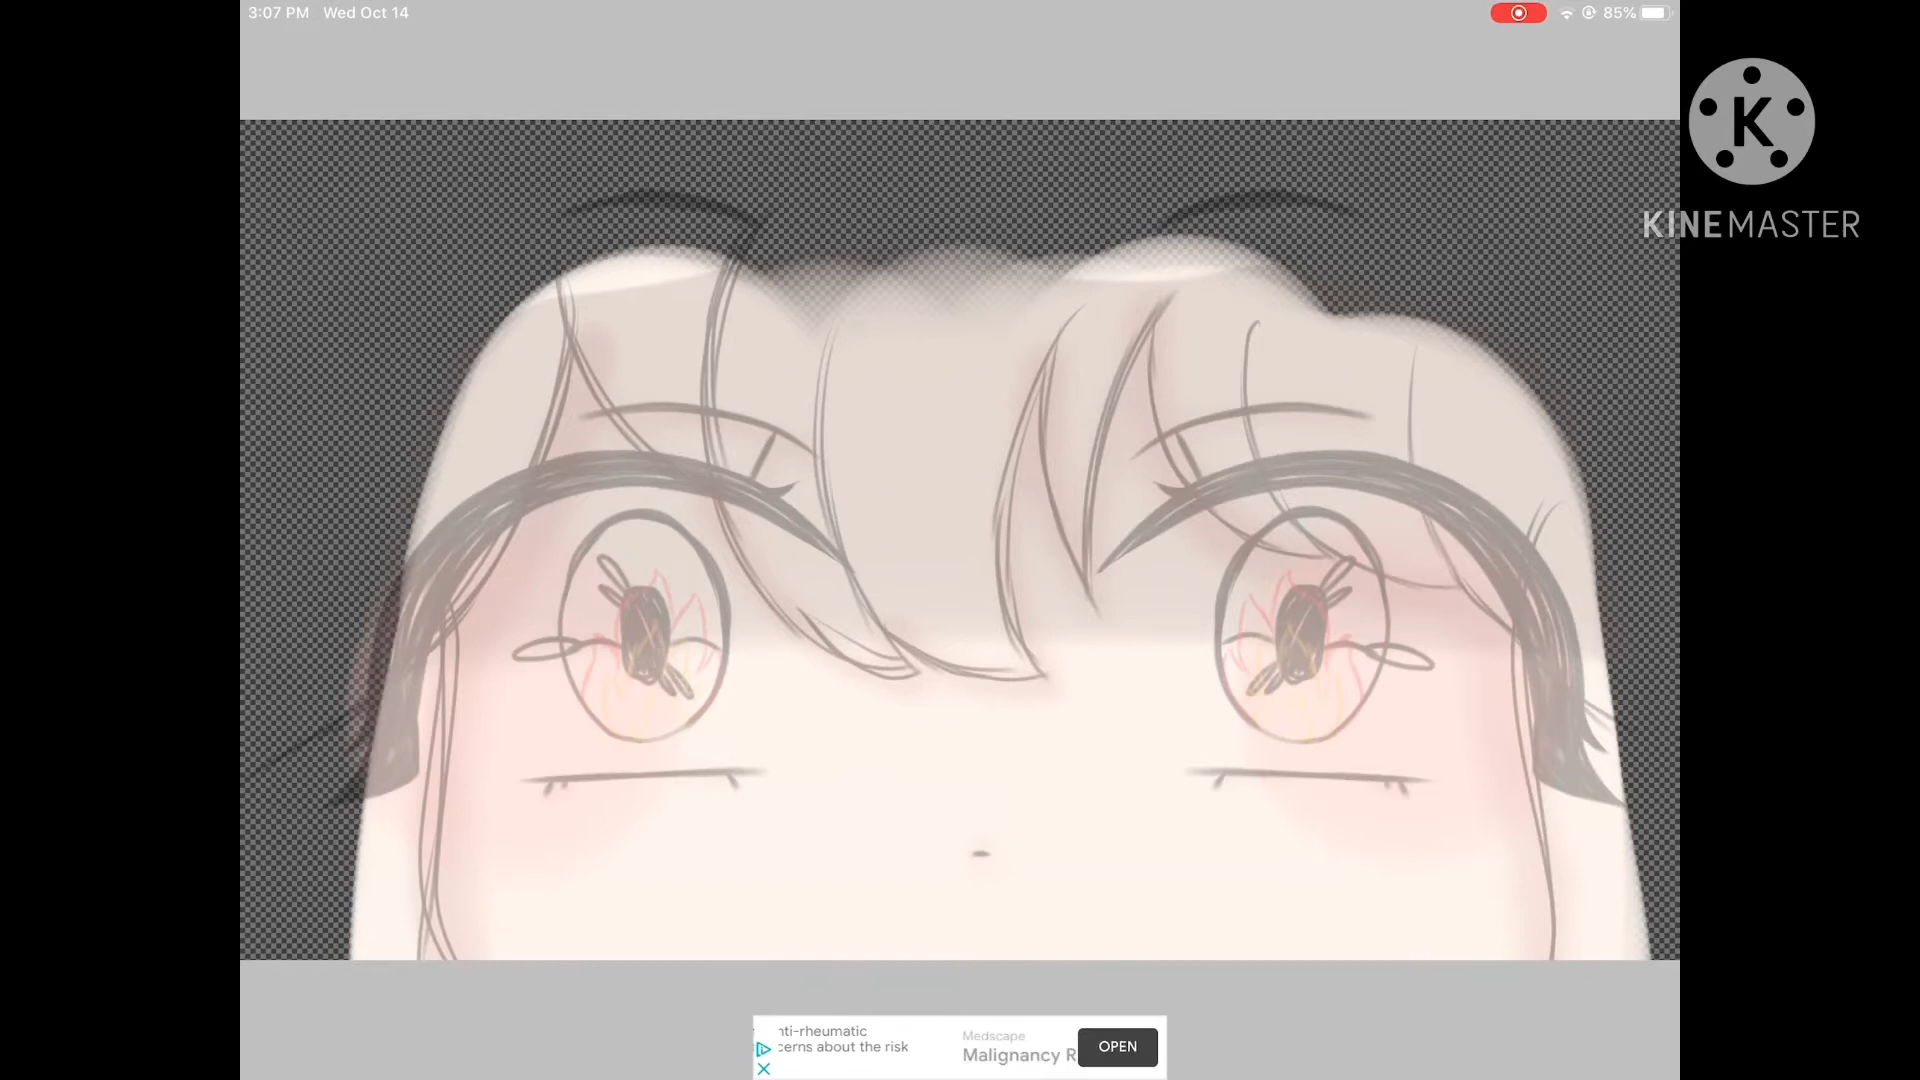 3:07 PM Wed Oct 14
85%
K
KINEMASTER
nti-rheumatic
cerns about the risk
Medscape
Malignancy R
OPEN